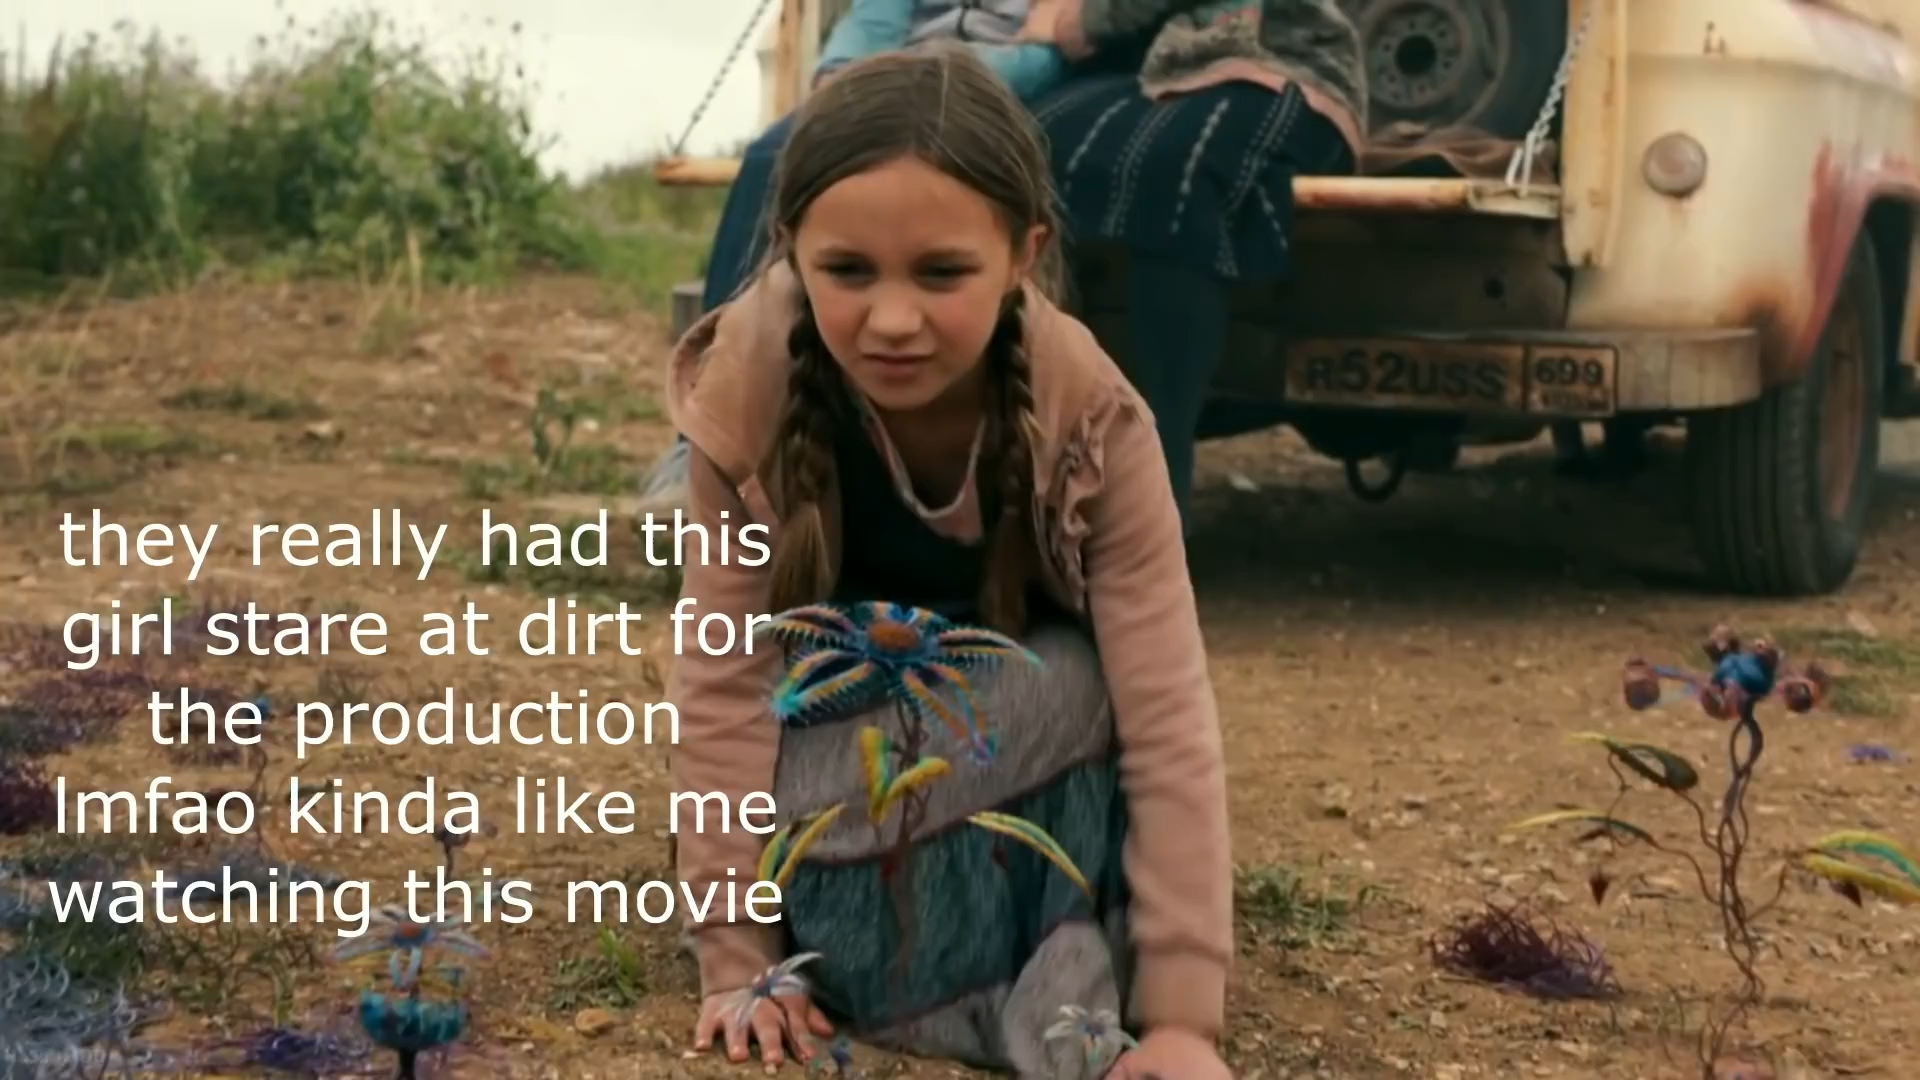 R52USS 699
they really had this
girl stare at dirt for
the production
lmfao kinda like me
watching this movie